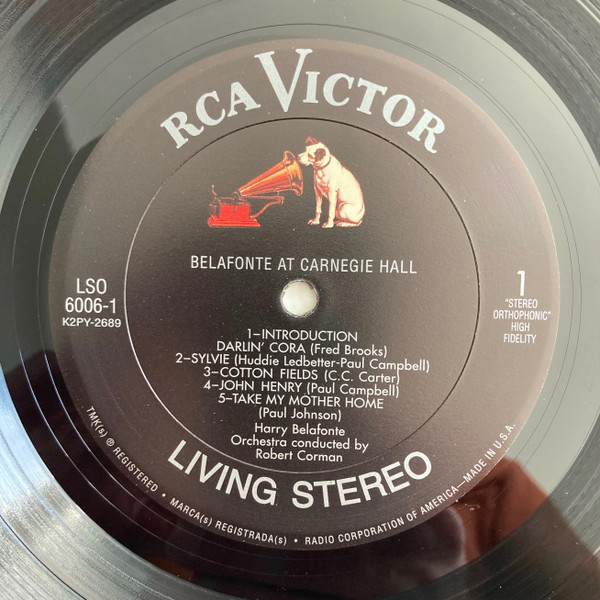 RCA VICTOR
BELAFONTE AT CARNEGIE HALL
LSO
6006-1
K2PY-2689
1
"STEREO
ORTHOPHONIC"
HIGH
FIDELITY
1–INTRODUCTION
DARLIN' CORA (Fred Brooks)
2–SYLVIE (Huddie Ledbetter-Paul Campbell)
3–COTTON FIELDS (C.C. Carter)
4–JOHN HENRY (Paul Campbell)
5–TAKE MY MOTHER HOME
(Paul Johnson)
Harry Belafonte
Orchestra conducted by
Robert Corman
LIVING STEREO
TMK(s) ® REGISTERED • MARCA(s) REGISTRADA(s) • RADIO CORPORATION OF AMERICA—MADE IN U.S.A.